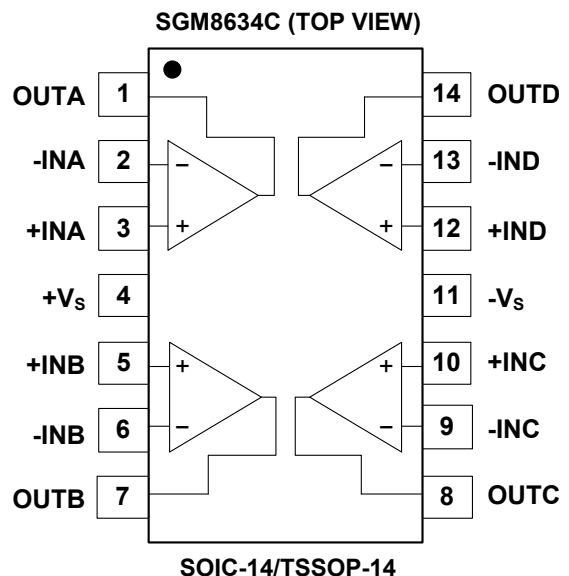 SGM8634C (TOP VIEW)
OUTA 1 14 OUTD
-INA 2 − − 13 -IND
+INA 3 + + 12 +IND
+VS 4 11 -VS
+INB 5 + + 10 +INC
-INB 6 − − 9 -INC
OUTB 7 8 OUTC
SOIC-14/TSSOP-14